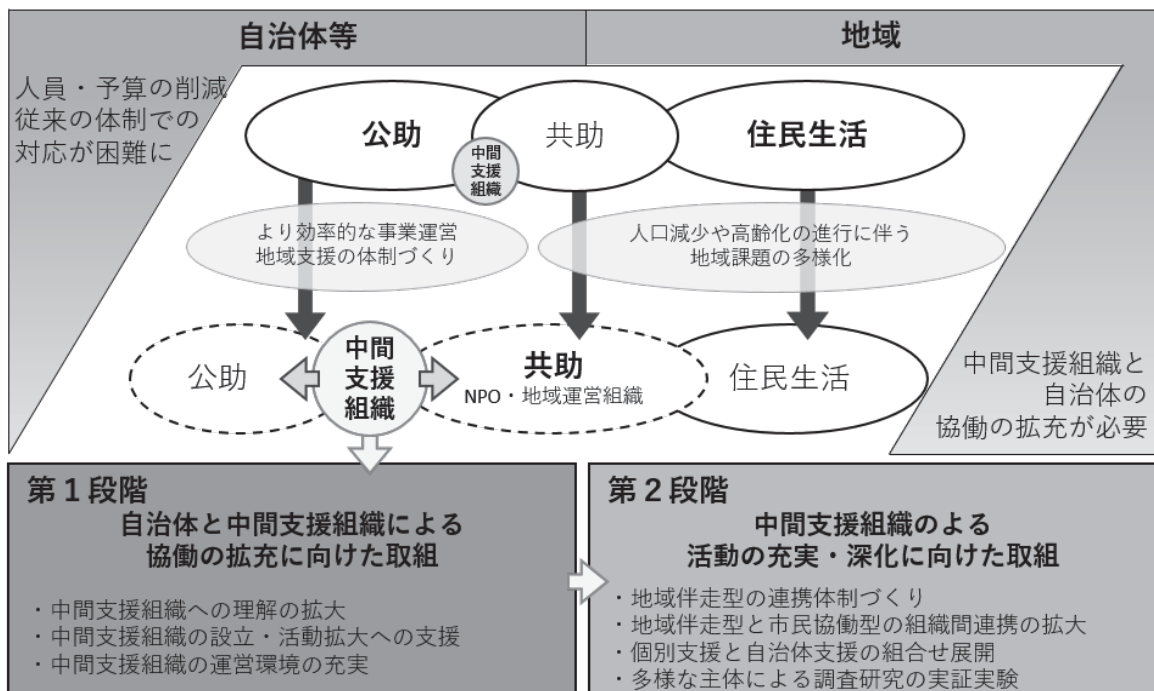 自治体等
地域
人員・予算の削減
従来の体制での
対応が困難に
公助
共助
住民生活
中間
支援
組織
より効率的な事業運営
地域支援の体制づくり
人口減少や高齢化の進行に伴う
地域課題の多様化
公助
中間
支援
組織
共助
NPO・地域運営組織
住民生活
中間支援組織と
自治体の
協働の拡充が必要
第1段階
自治体と中間支援組織による
協働の拡充に向けた取組
・中間支援組織への理解の拡大
・中間支援組織の設立・活動拡大への支援
・中間支援組織の運営環境の充実
第2段階
中間支援組織のよる
活動の充実・深化に向けた取組
・地域伴走型の連携体制づくり
・地域伴走型と市民協働型の組織間連携の拡大
・個別支援と自治体支援の組合せ展開
・多様な主体による調査研究の実証実験